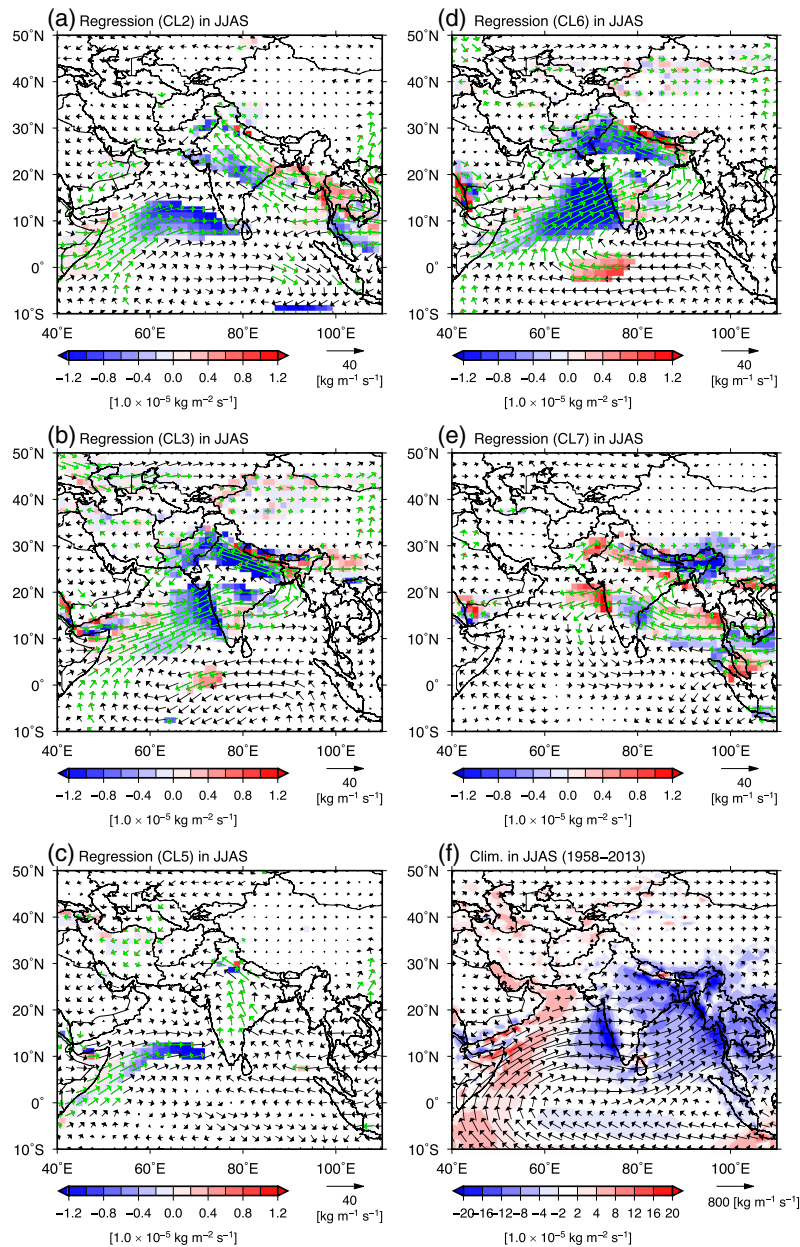 (a) Regression (CL2) in JJAS
50˚N
40˚N
30˚N
20˚N
10˚N
0˚
10˚S
40˚E 60˚E 80˚E 100˚E
−1.2 −0.8 −0.4 0.0 0.4 0.8 1.2
40
[kg m⁻¹ s⁻¹]
[1.0 × 10⁻⁵ kg m⁻² s⁻¹]
(d) Regression (CL6) in JJAS
50˚N
40˚N
30˚N
20˚N
10˚N
0˚
10˚S
40˚E 60˚E 80˚E 100˚E
−1.2 −0.8 −0.4 0.0 0.4 0.8 1.2
40
[kg m⁻¹ s⁻¹]
[1.0 × 10⁻⁵ kg m⁻² s⁻¹]
(b) Regression (CL3) in JJAS
50˚N
40˚N
30˚N
20˚N
10˚N
0˚
10˚S
40˚E 60˚E 80˚E 100˚E
−1.2 −0.8 −0.4 0.0 0.4 0.8 1.2
40
[kg m⁻¹ s⁻¹]
[1.0 × 10⁻⁵ kg m⁻² s⁻¹]
(e) Regression (CL7) in JJAS
50˚N
40˚N
30˚N
20˚N
10˚N
0˚
10˚S
40˚E 60˚E 80˚E 100˚E
−1.2 −0.8 −0.4 0.0 0.4 0.8 1.2
40
[kg m⁻¹ s⁻¹]
[1.0 × 10⁻⁵ kg m⁻² s⁻¹]
(c) Regression (CL5) in JJAS
50˚N
40˚N
30˚N
20˚N
10˚N
0˚
10˚S
40˚E 60˚E 80˚E 100˚E
−1.2 −0.8 −0.4 0.0 0.4 0.8 1.2
40
[kg m⁻¹ s⁻¹]
[1.0 × 10⁻⁵ kg m⁻² s⁻¹]
(f) Clim. in JJAS (1958−2013)
50˚N
40˚N
30˚N
20˚N
10˚N
0˚
10˚S
40˚E 60˚E 80˚E 100˚E
−20−16−12−8 −4 −2 2 4 8 12 16 20
800 [kg m⁻¹ s⁻¹]
[1.0 × 10⁻⁵ kg m⁻² s⁻¹]